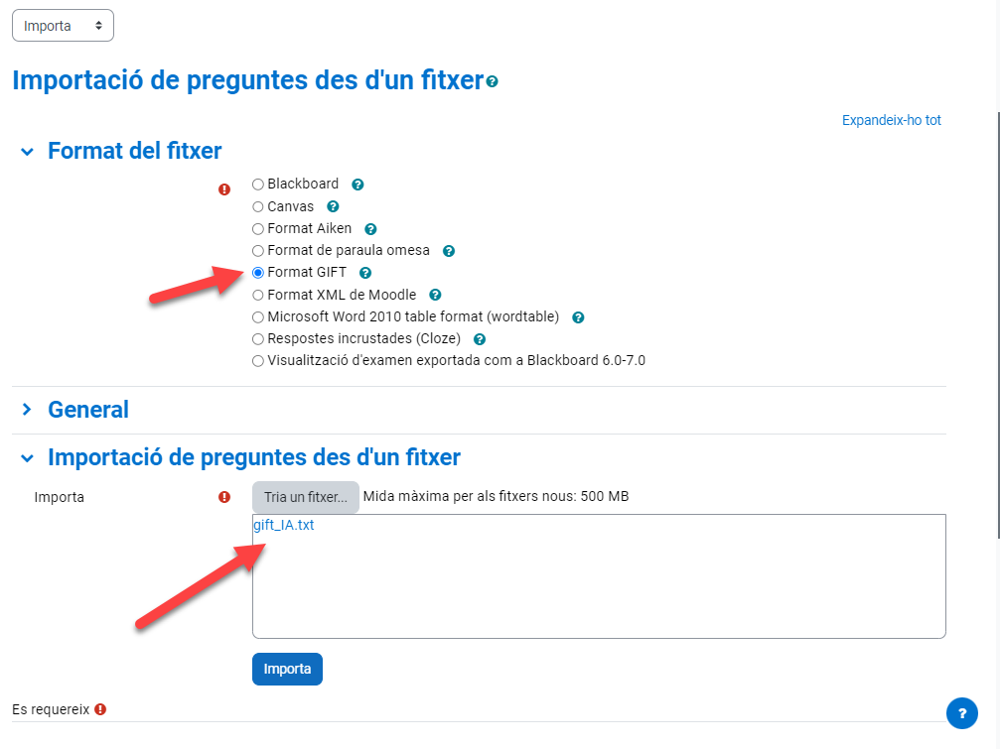 Importa
Importació de preguntes des d'un fitxer
Expandeix-ho tot
Format del fitxer
Blackboard
Canvas
Format Aiken
Format de paraula omesa
Format GIFT
Format XML de Moodle
Microsoft Word 2010 table format (wordtable)
Respostes incrustades (Cloze)
Visualització d'examen exportada com a Blackboard 6.0-7.0
General
Importació de preguntes des d'un fitxer
Importa Tria un fitxer... Mida màxima per als fitxers nous: 500 MB
gift_IA.txt
Importa
Es requereix